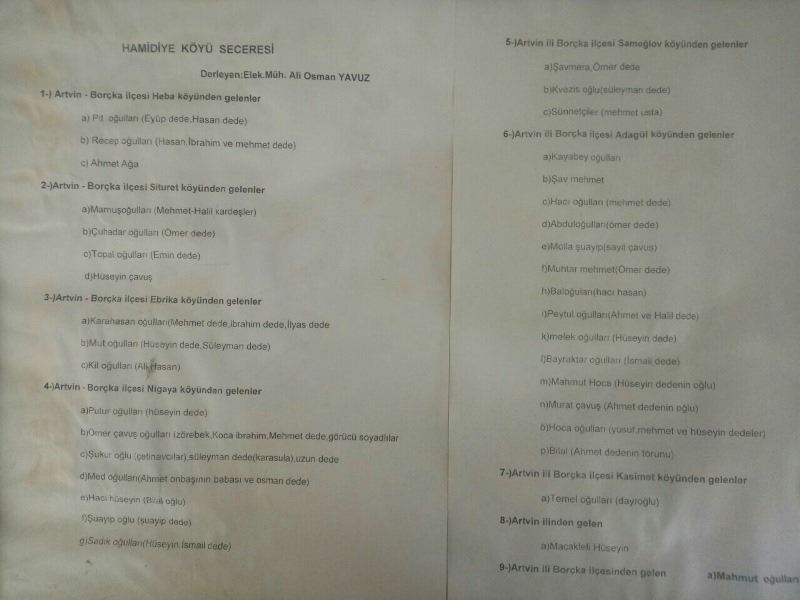 HAMİDİYE KÖYÜ SECERESİ
Derleyen:Elek.Müh. Ali Osman YAVUZ
1-) Artvin - Borçka ilçesi Heba köyünden gelenler
a) Pit oğulları (Eyüp dede,Hasan dede)
b) Recep oğulları (Hasan,İbrahim ve mehmet dede)
c) Ahmet Ağa
2-)Artvin - Borçka ilçesi Situret köyünden gelenler
a)Mamuşoğulları (Mehmet-Halil kardeşler)
b)Çuhadar oğulları (Ömer dede)
c)Topal oğulları (Emin dede)
d)Hüseyin çavuş
3-)Artvin - Borçka ilçesi Ebrika köyünden gelenler
a)Karahasan oğulları(Mehmet dede,ibrahim dede,İlyas dede
b)Mut oğulları (Hüseyin dede,Süleyman dede)
c)Kil oğulları (Ali Hasan)
4-)Artvin - Borçka ilçesi Nigaya köyünden gelenler
a)Putur oğulları (hüseyin dede)
b)Ömer çavuş oğulları (zörebek,Koca ibrahim,Mehmet dede,görücü soyadlılar
c)Şukur oğlu (çetinavcılar),süleyman dede(karasula),uzun dede
d)Med oğulları(Ahmet onbaşının babası ve osman dede)
e)Hacı hüseyin (Bilal oğlu)
f)Şuayip oğlu (şuayip dede)
g)Sadık oğulları(Hüseyin,İsmail dede)
5-)Artvin ili Borçka ilçesi Sameğlov köyünden gelenler
a)Şavmera,Ömer dede
b)Kvezis oğlu(süleyman dede)
c)Sünnetçiler (mehmet usta)
6-)Artvin ili Borçka ilçesi Adagül köyünden gelenler
a)Kayabey oğulları
b)Şav mehmet
c)Hacı oğulları (mehmet dede)
d)Abduloğulları(ömer dede)
e)Molla şuayip(sayit çavuş)
f)Muhtar mehmet(Ömer dede)
h)Baloğuları(hacı hasan)
i)Peytul oğulları(Ahmet ve Halil dede)
k)melek oğulları (Hüseyin dede)
l)Bayraktar oğulları (İsmail dede)
m)Mahmut Hoca (Hüseyin dedenin oğlu)
n)Murat çavuş (Ahmet dedenin oğlu)
ö)Hoca oğulları (yusuf,mehmet ve hüseyin dedeler)
p)Bilal (Ahmet dedenin torunu)
7-)Artvin ili Borçka ilçesi Kasimet köyünden gelenler
a)Temel oğulları (dayroğlu)
8-)Artvin ilinden gelen
a)Macakleti Hüseyin
9-)Artvin ili Borçka ilçesinden gelen a)Mahmut oğulları